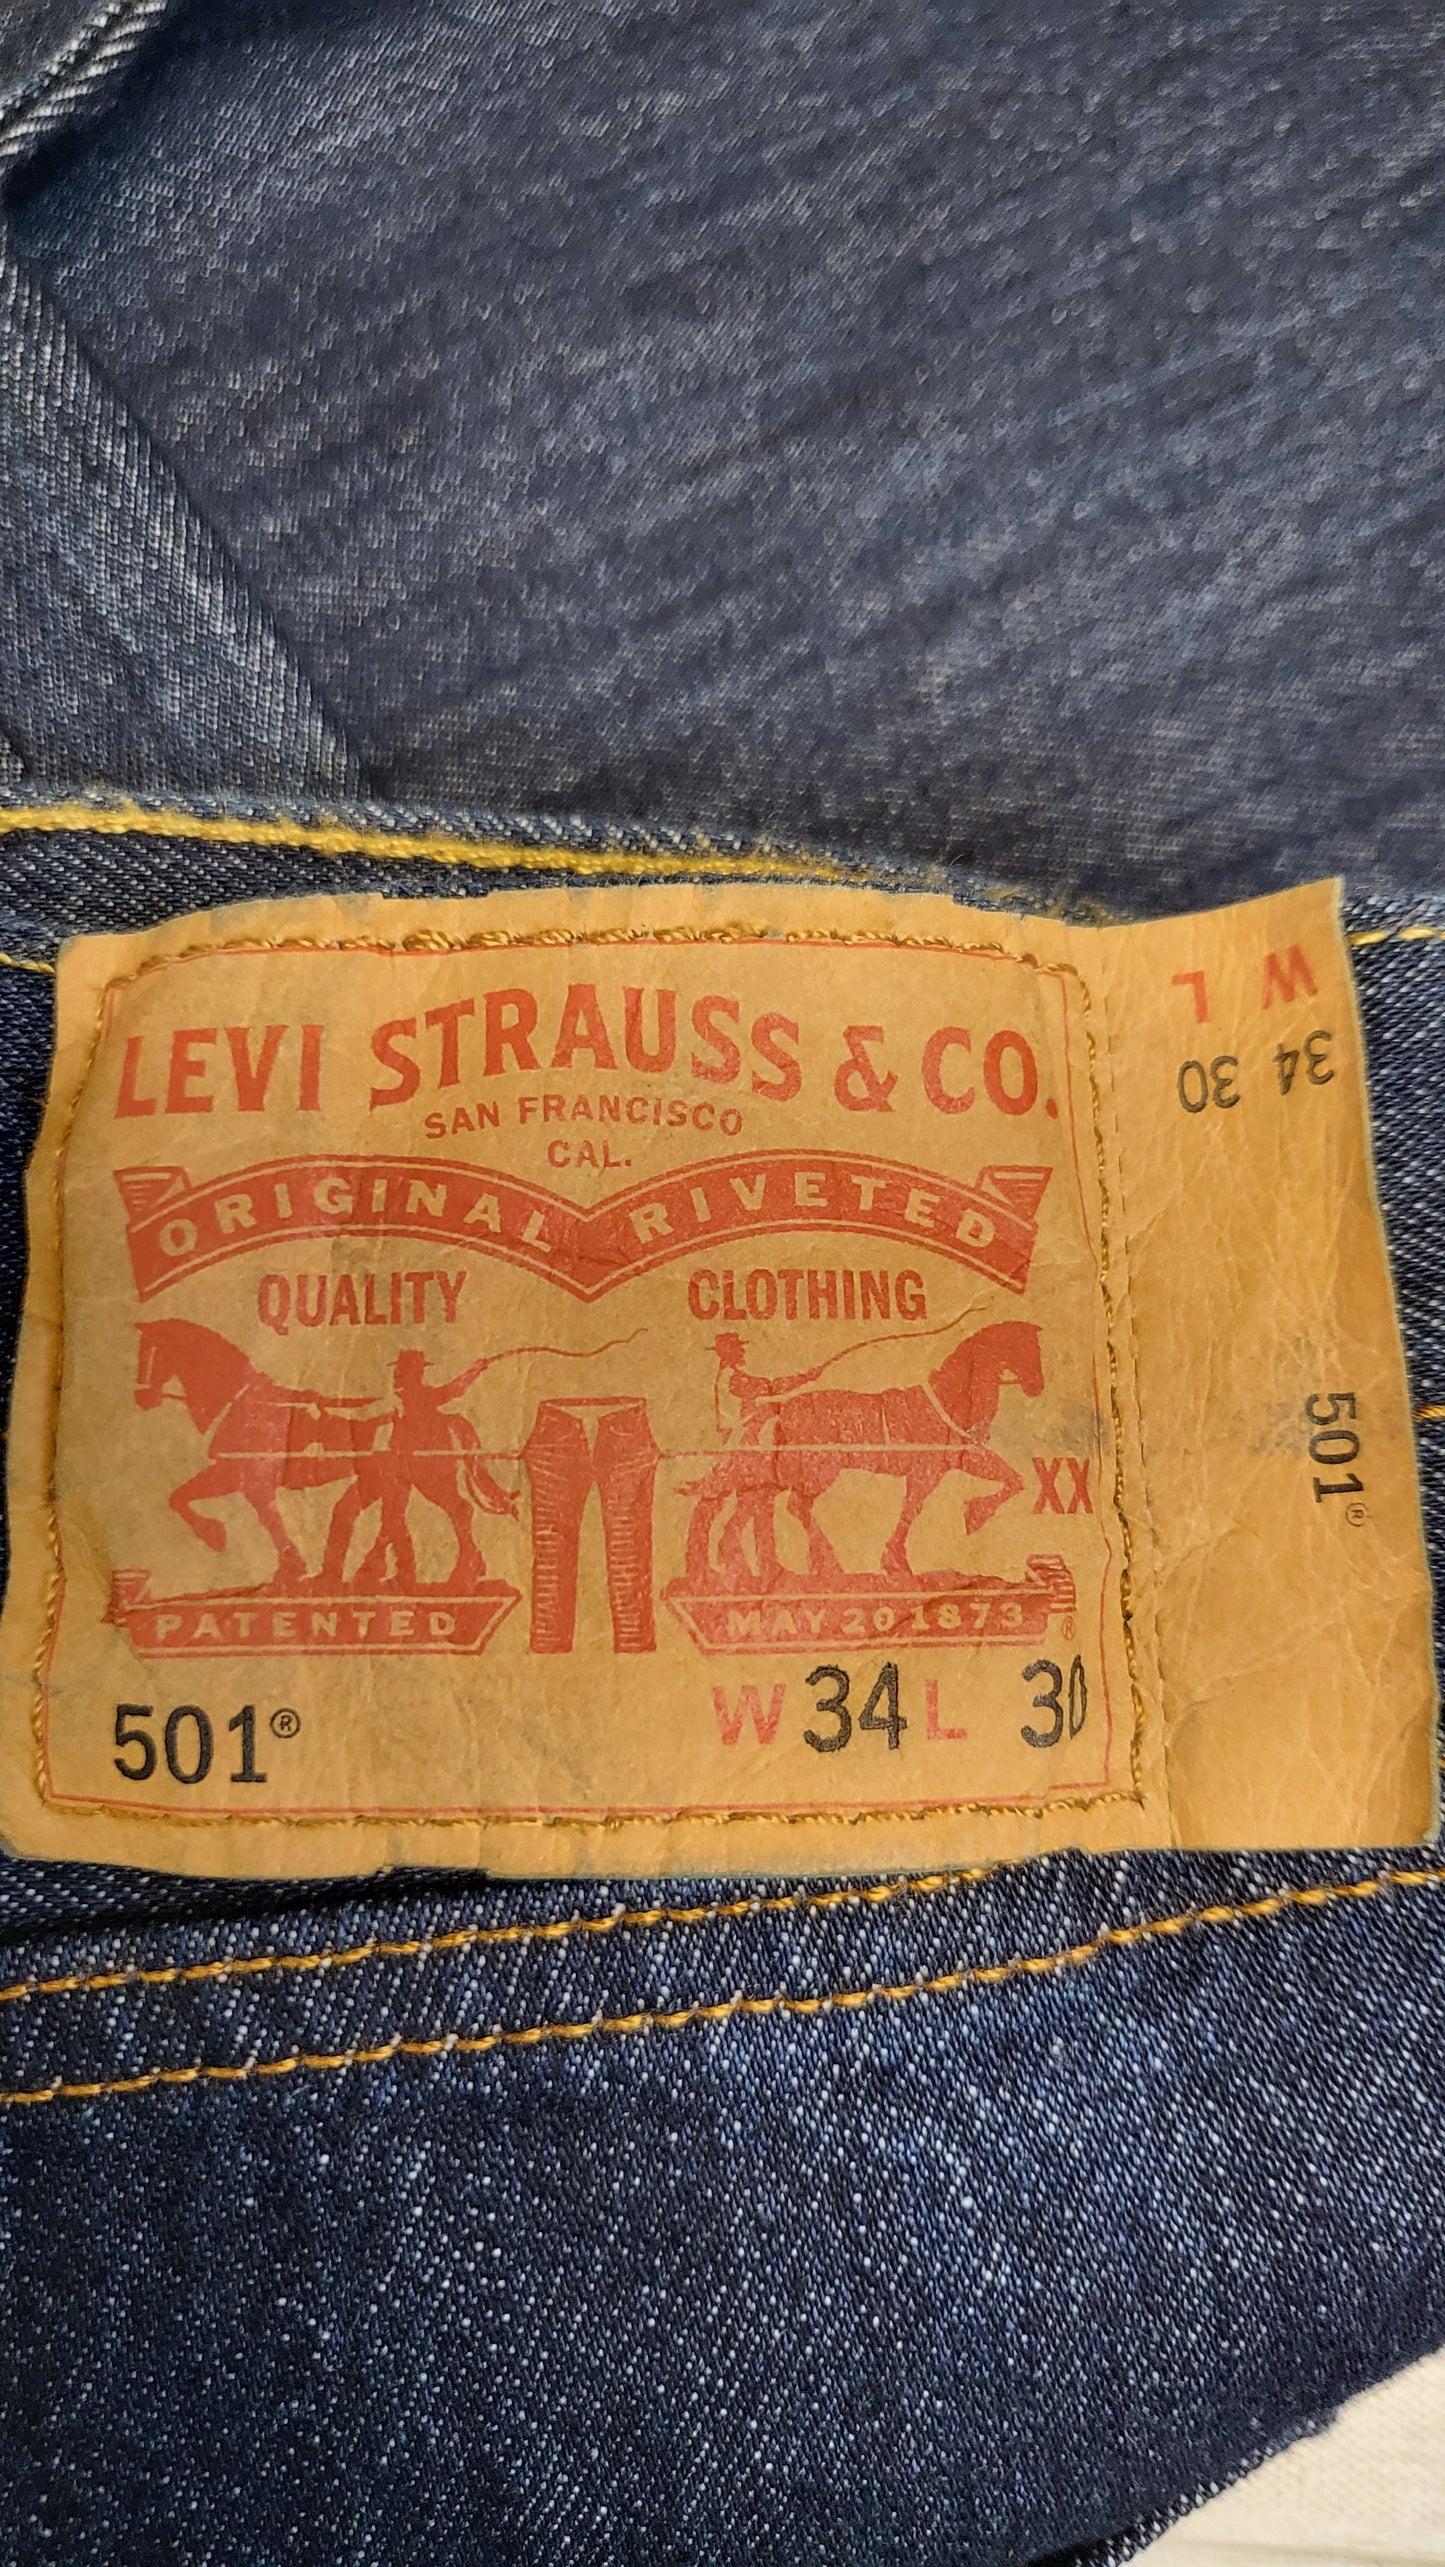 LEVI STRAUSS & CO.
SAN FRANCISCO
CAL.
ORIGINAL RIVETED
QUALITY CLOTHING
XX
PATENTED MAY 20 1873 ®
501® W 34 L 30
W L
34 30
501®